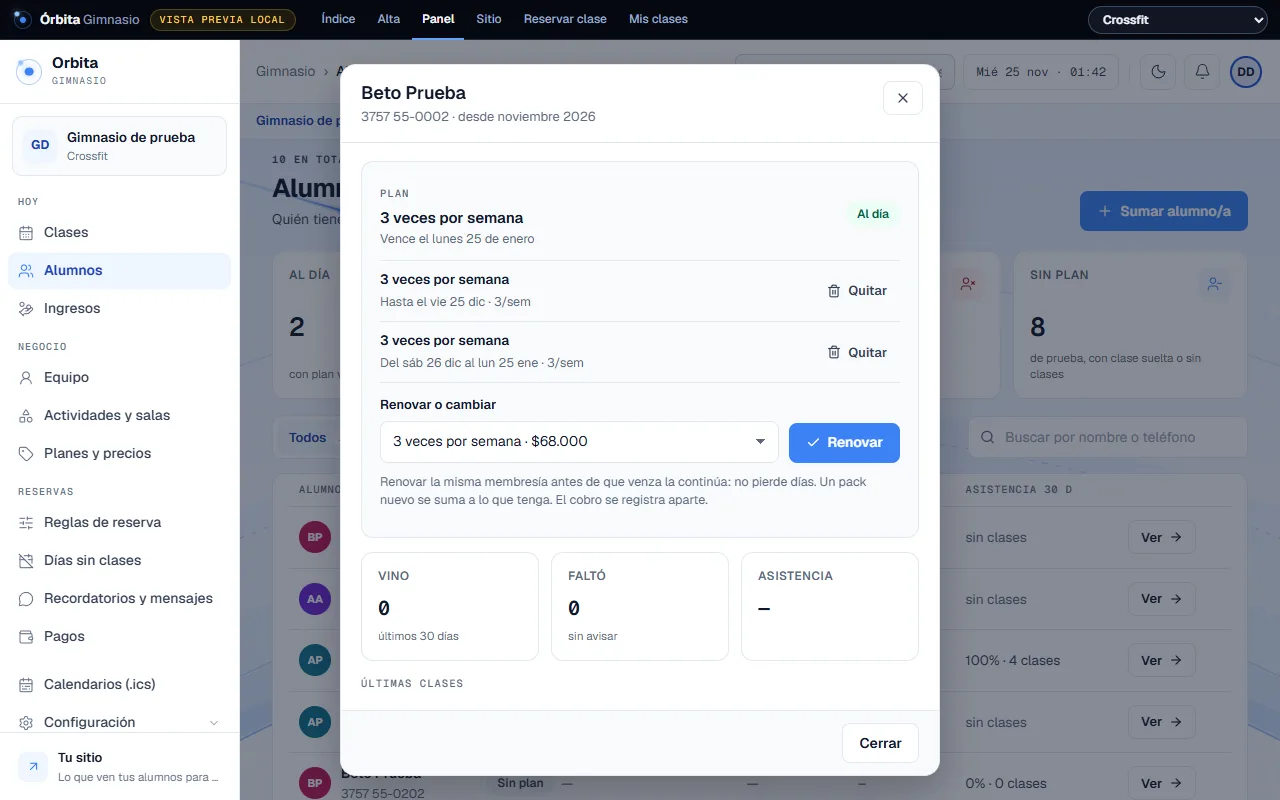 Órbita Gimnasio
VISTA PREVIA LOCAL
Índice
Alta
Panel
Sitio
Reservar clase
Mis clases
Crossfit
Orbita
GIMNASIO
GD
Gimnasio de prueba
Crossfit
HOY
Clases
Alumnos
Ingresos
NEGOCIO
Equipo
Actividades y salas
Planes y precios
RESERVAS
Reglas de reserva
Días sin clases
Recordatorios y mensajes
Pagos
Calendarios (.ics)
Configuración
Tu sitio
Lo que ven tus alumnos para …
Gimnasio ›
Mié 25 nov · 01:42
DD
Gimnasio de
10 EN
Quién
+ Sumar alumno/a
AL DÍA
2
con plan
SIN PLAN
8
de prueba, con clase suelta o sin
clases
Todos
Buscar por nombre o teléfono
ASISTENCIA 30 D
BP
sin clases
Ver →
AA
sin clases
Ver →
AP
100% · 4 clases
Ver →
AP
sin clases
Ver →
BP
Beto Prueba
3757 55-0202
Sin plan
—
—
–
0% · 0 clases
Ver →
Beto Prueba
3757 55-0002 · desde noviembre 2026
PLAN
3 veces por semana
Vence el lunes 25 de enero
Al día
3 veces por semana
Hasta el vie 25 dic · 3/sem
Quitar
3 veces por semana
Del sáb 26 dic al lun 25 ene · 3/sem
Quitar
Renovar o cambiar
3 veces por semana · $68.000
Renovar
Renovar la misma membresía antes de que venza la continúa: no pierde días. Un pack
nuevo se suma a lo que tenga. El cobro se registra aparte.
VINO
0
últimos 30 días
FALTÓ
0
sin avisar
ASISTENCIA
–
ÚLTIMAS CLASES
Cerrar